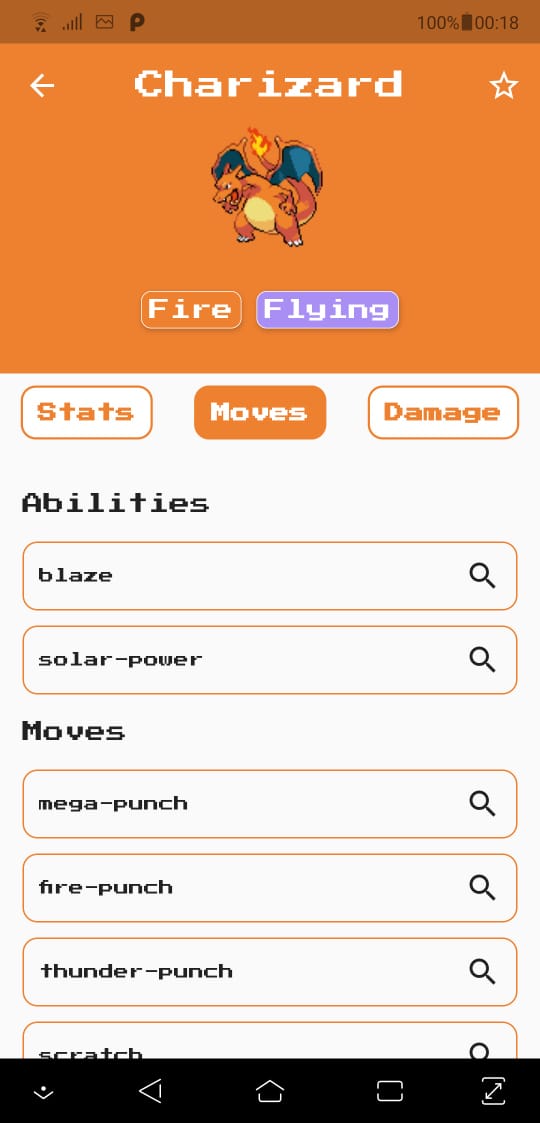 100% 00:18
Charizard
Fire Flying
Stats Moves Damage
Abilities
blaze
solar-power
Moves
mega-punch
fire-punch
thunder-punch
scratch